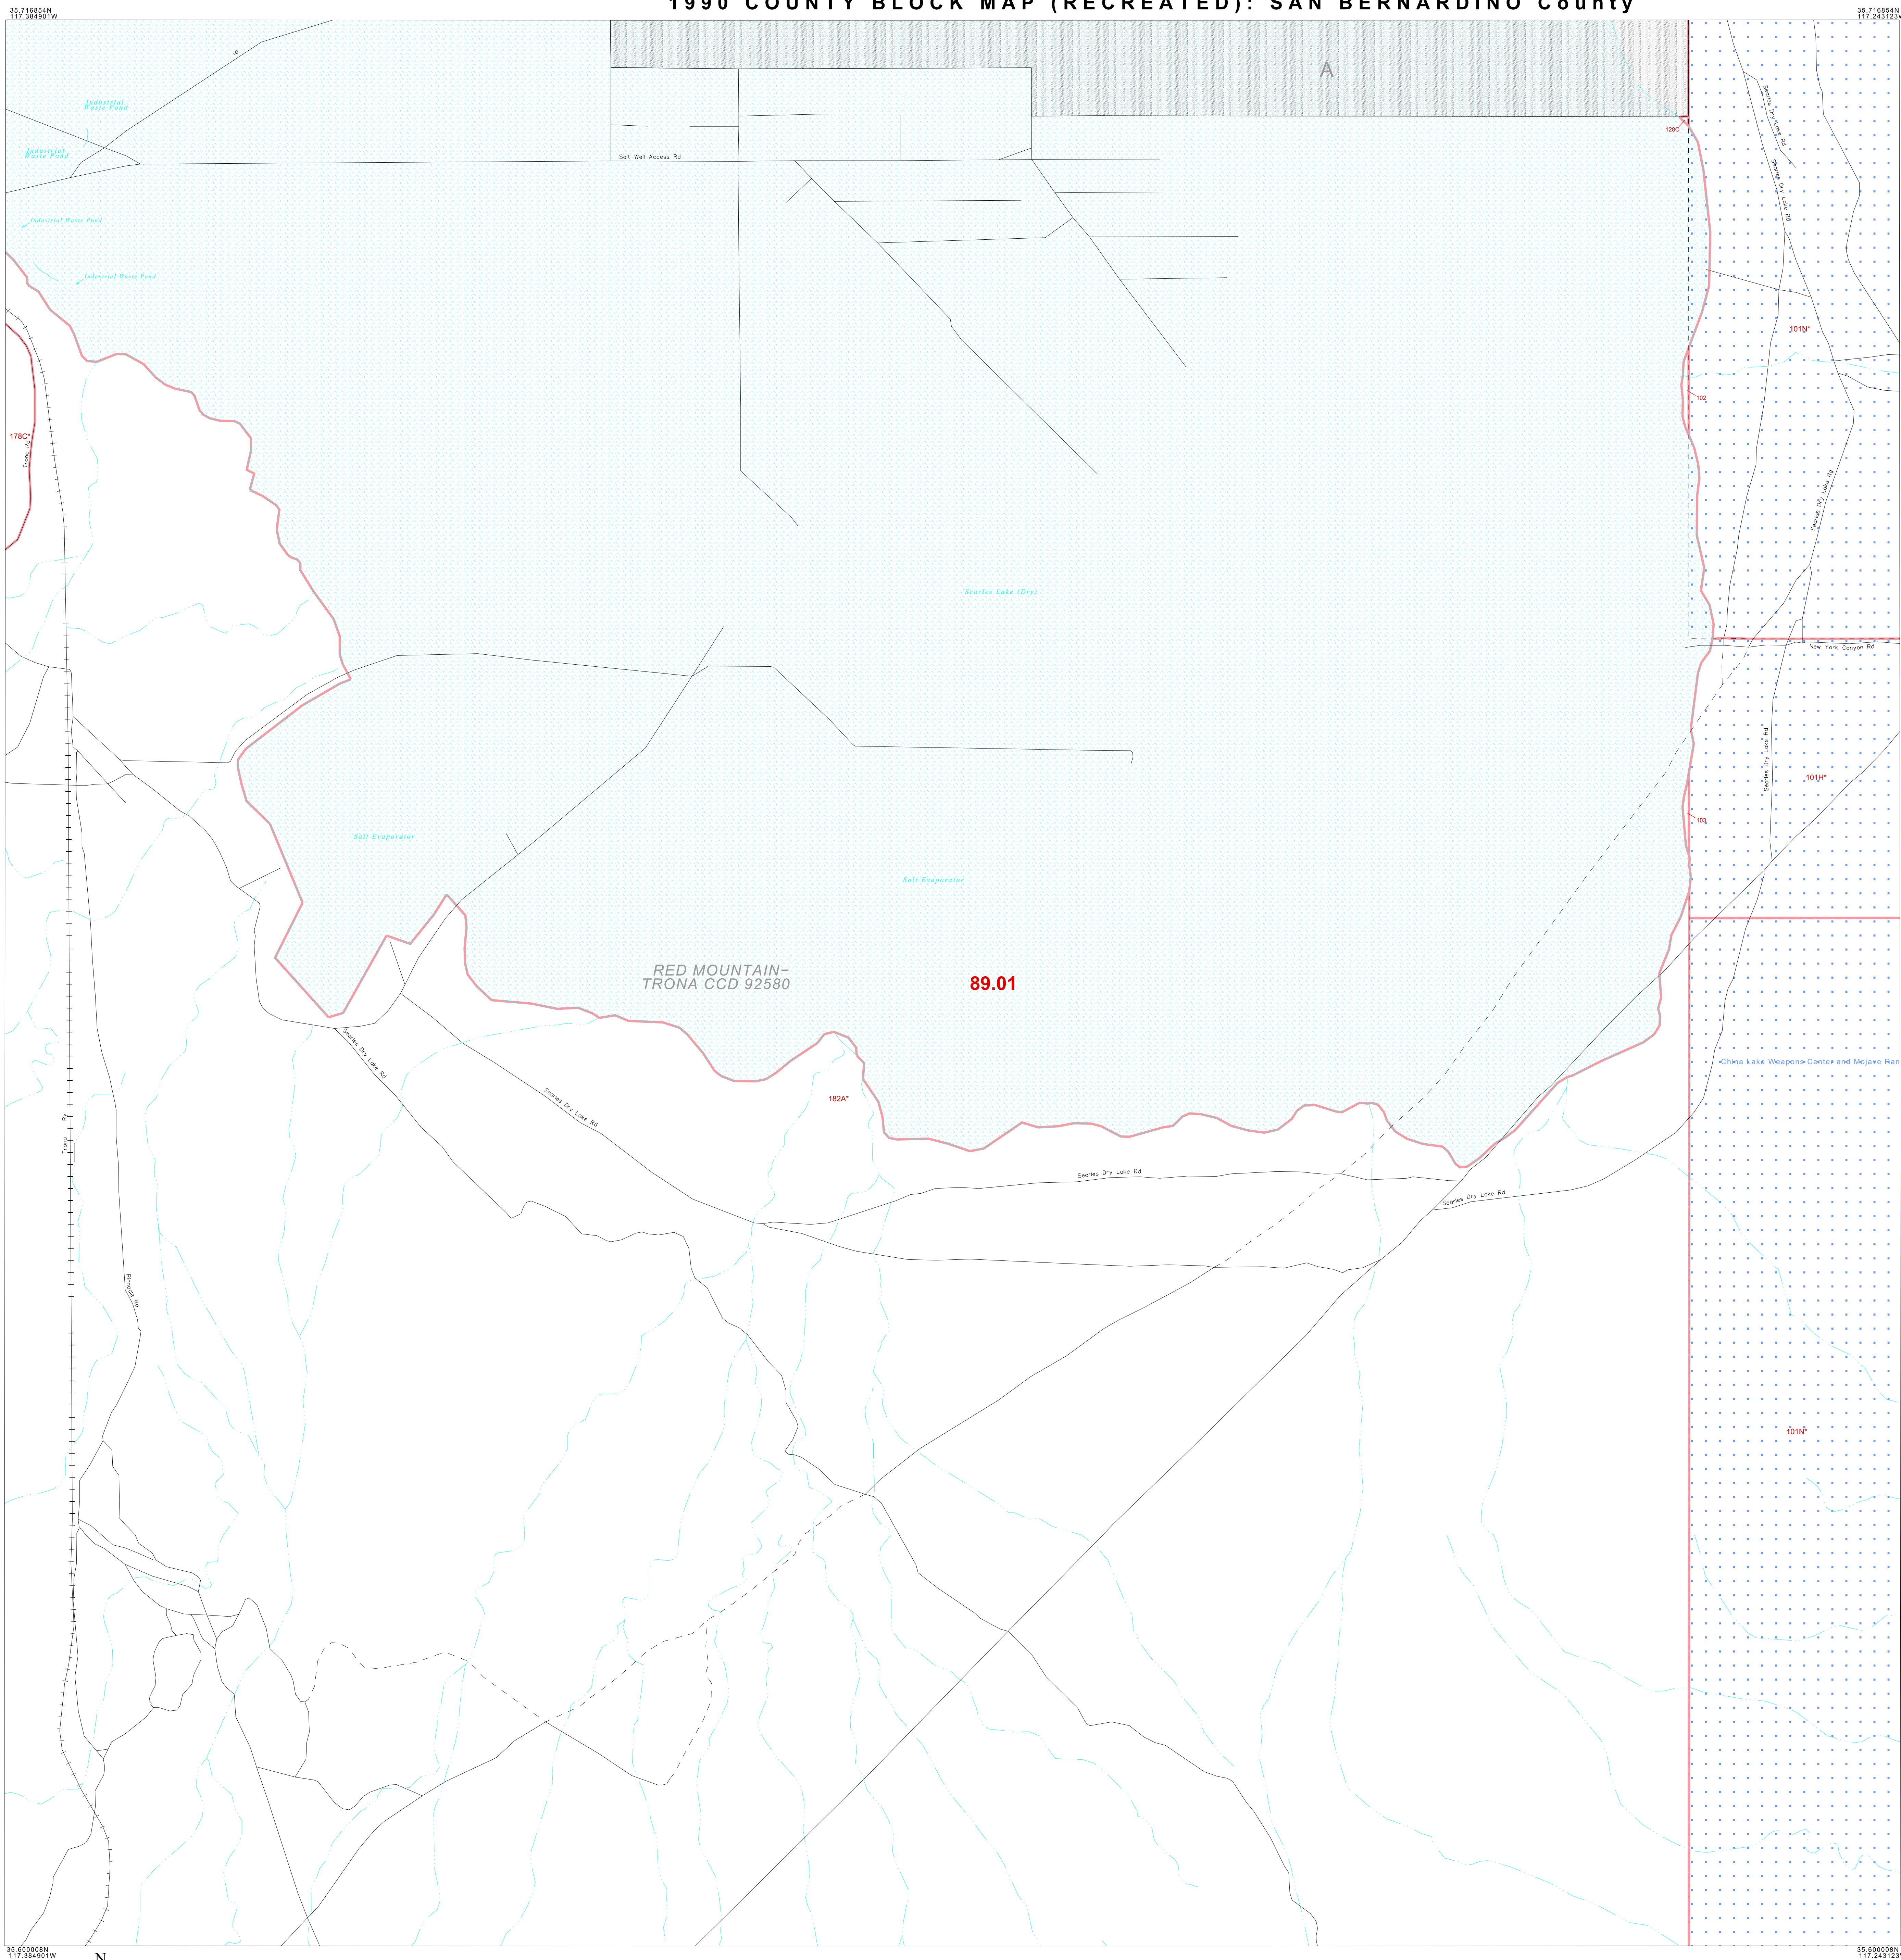 1990 COUNTY BLOCK MAP (RECREATED): SAN BERNARDINO County
35.716854N
117.384901W
35.716854N
117.243123W
A
Industrial
Waste Pond
Industrial
Waste Pond
Industrial Waste Pond
Industrial Waste Pond
Salt Well Access Rd
128C
Searles Dry Lake Rd
Searles Dry Lake Rd
101N*
102
178C*
Trona Rd
Searles Dry Lake Rd
Searles Lake (Dry)
New York Canyon Rd
Searles Dry Lake Rd
101H*
103
Salt Evaporator
Salt Evaporator
RED MOUNTAIN-
TRONA CCD 92580
89.01
Searles Dry Lake Rd
Searles Dry Lake Rd
182A*
China Lake Weapons Center and Mojave Ran
Trona Ry
Searles Dry Lake Rd
Searles Dry Lake Rd
Pinnacle Rd
101N*
35.600008N
117.384901W
N
35.600008N
117.243123